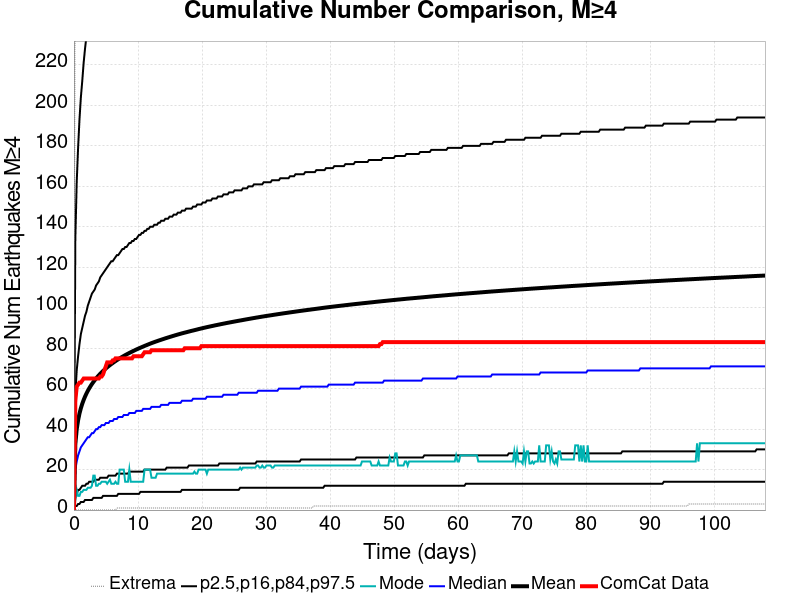 Cumulative Number Comparison, M≥4
Cumulative Num Earthquakes M≥4
220
200
180
160
140
120
100
80
60
40
20
0
0 10 20 30 40 50 60 70 80 90 100
Time (days)
Extrema p2.5,p16,p84,p97.5 Mode Median Mean ComCat Data